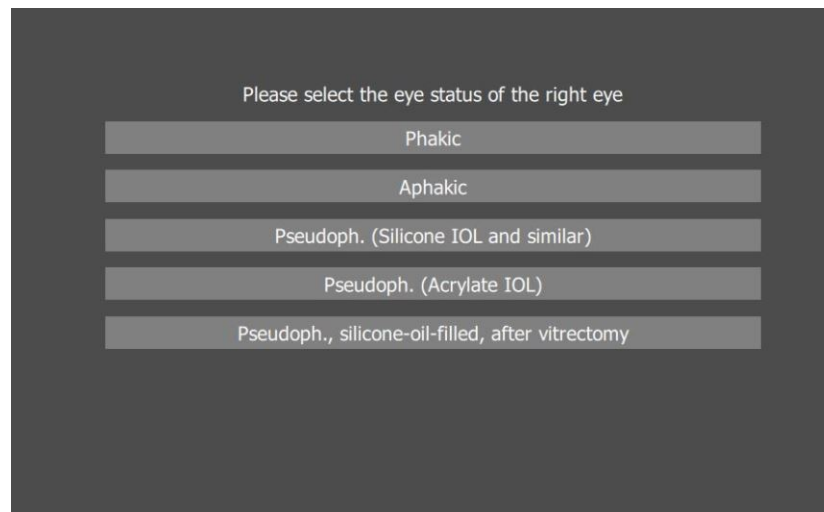 Please select the eye status of the right eye
Phakic
Aphakic
Pseudoph. (Silicone IOL and similar)
Pseudoph. (Acrylate IOL)
Pseudoph., silicone-oil-filled, after vitrectomy